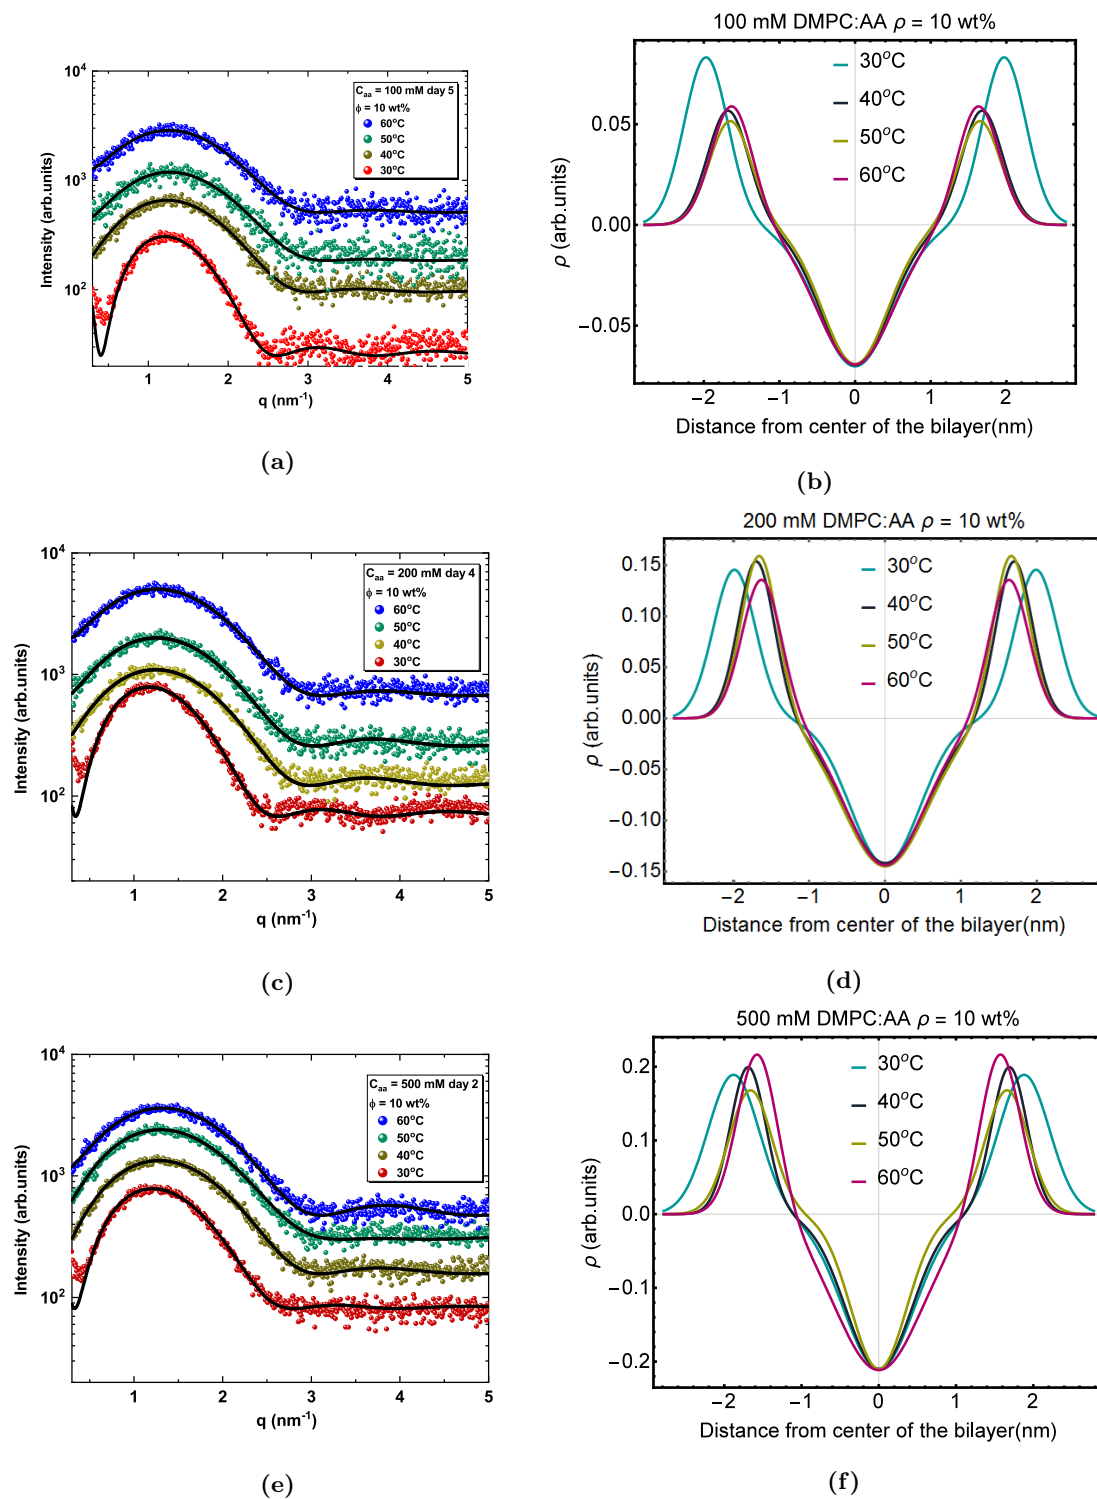 10⁴
10³
10²
Intensity (arb.units)
C_aa = 100 mM day 5
ϕ = 10 wt%
60°C
50°C
40°C
30°C
1 2 3 4 5
q (nm⁻¹)
(a)
100 mM DMPC:AA ρ = 10 wt%
30°C
40°C
50°C
60°C
0.05
0.00
−0.05
ρ (arb.units)
−2 −1 0 1 2
Distance from center of the bilayer(nm)
(b)
10⁴
10³
10²
Intensity (arb.units)
C_aa = 200 mM day 4
ϕ = 10 wt%
60°C
50°C
40°C
30°C
1 2 3 4 5
q (nm⁻¹)
(c)
200 mM DMPC:AA ρ = 10 wt%
30°C
40°C
50°C
60°C
0.15
0.10
0.05
0.00
−0.05
−0.10
−0.15
ρ (arb.units)
−2 −1 0 1 2
Distance from center of the bilayer(nm)
(d)
10⁴
10³
10²
Intensity (arb.units)
C_aa = 500 mM day 2
ϕ = 10 wt%
60°C
50°C
40°C
30°C
1 2 3 4 5
q (nm⁻¹)
(e)
500 mM DMPC:AA ρ = 10 wt%
30°C
40°C
50°C
60°C
0.2
0.1
0.0
−0.1
−0.2
ρ (arb.units)
−2 −1 0 1 2
Distance from center of the bilayer(nm)
(f)